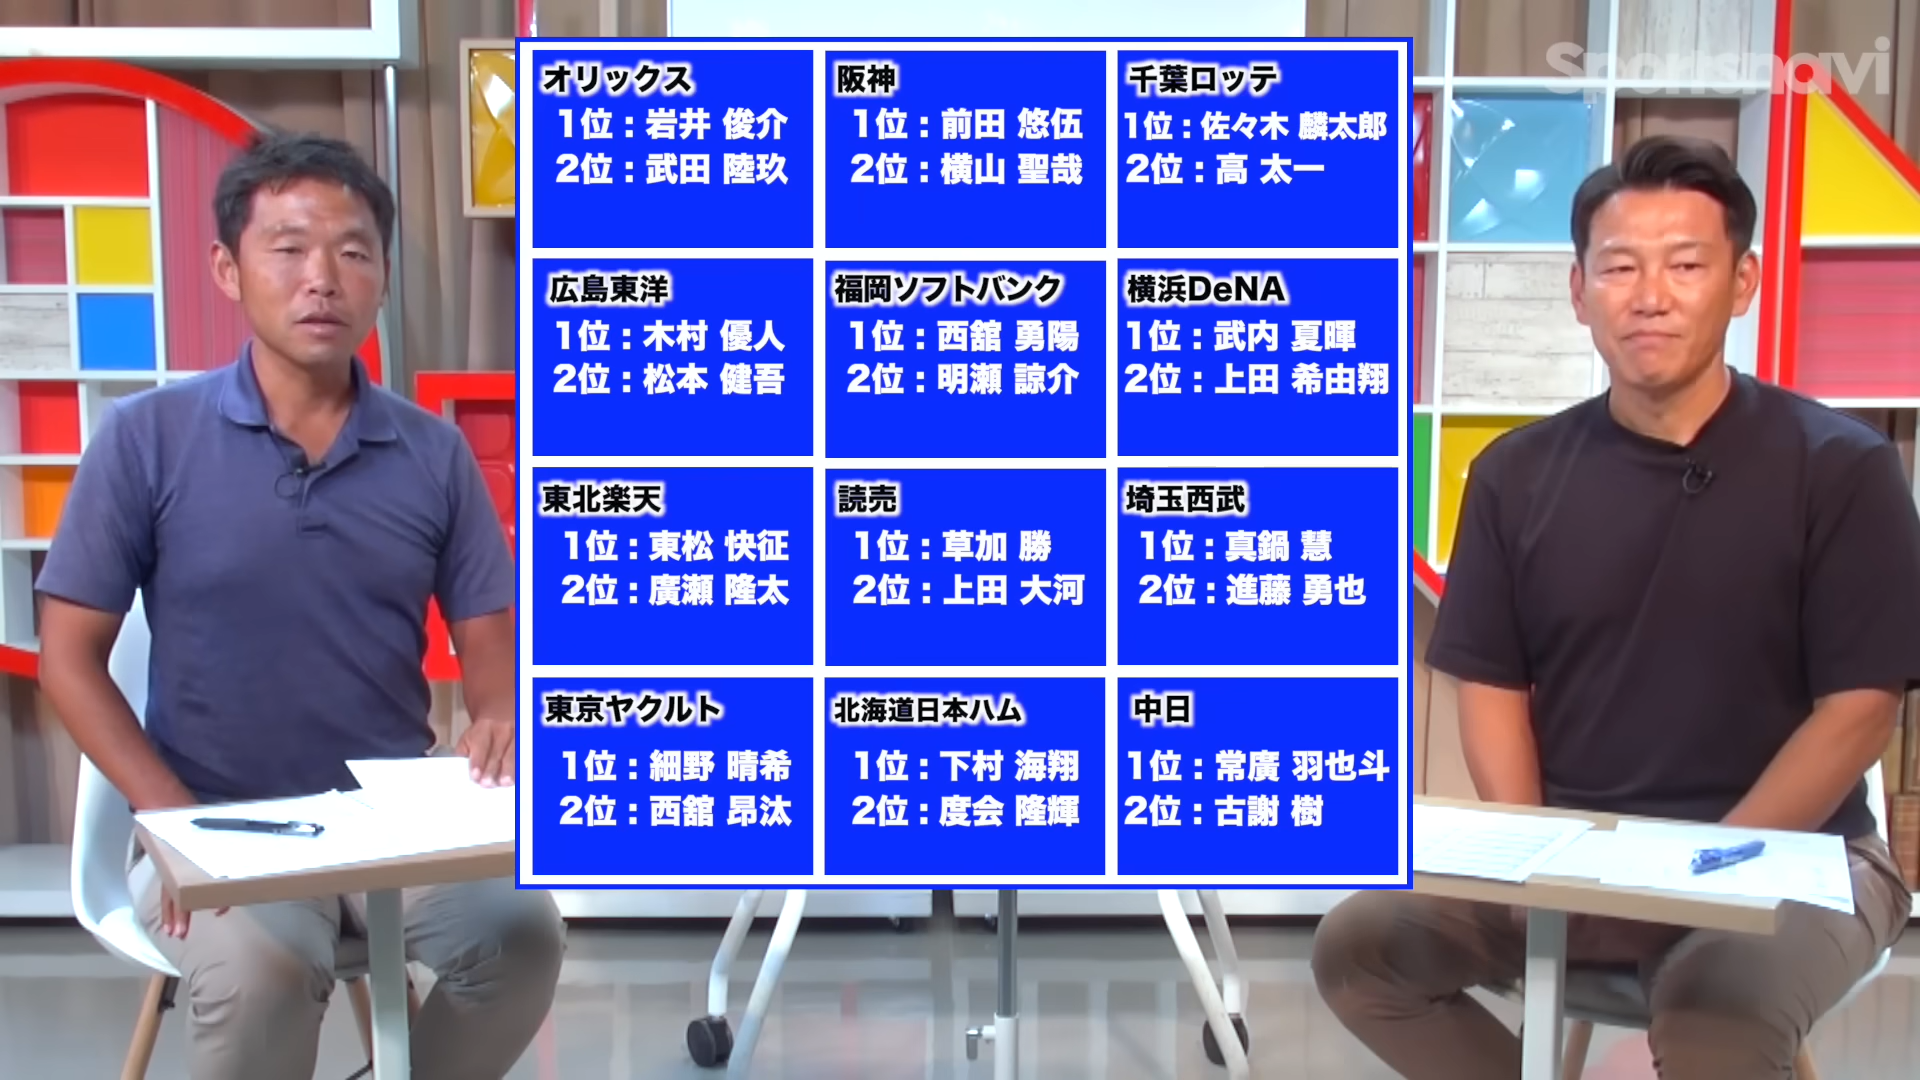 Sportsnavi
オリックス
1位：岩井 俊介
2位：武田 陸玖
阪神
1位：前田 悠伍
2位：横山 聖哉
千葉ロッテ
1位：佐々木 麟太郎
2位：高 太一
広島東洋
1位：木村 優人
2位：松本 健吾
福岡ソフトバンク
1位：西舘 勇陽
2位：明瀬 諒介
横浜DeNA
1位：武内 夏暉
2位：上田 希由翔
東北楽天
1位：東松 快征
2位：廣瀬 隆太
読売
1位：草加 勝
2位：上田 大河
埼玉西武
1位：真鍋 慧
2位：進藤 勇也
東京ヤクルト
1位：細野 晴希
2位：西舘 昂汰
北海道日本ハム
1位：下村 海翔
2位：度会 隆輝
中日
1位：常廣 羽也斗
2位：古謝 樹